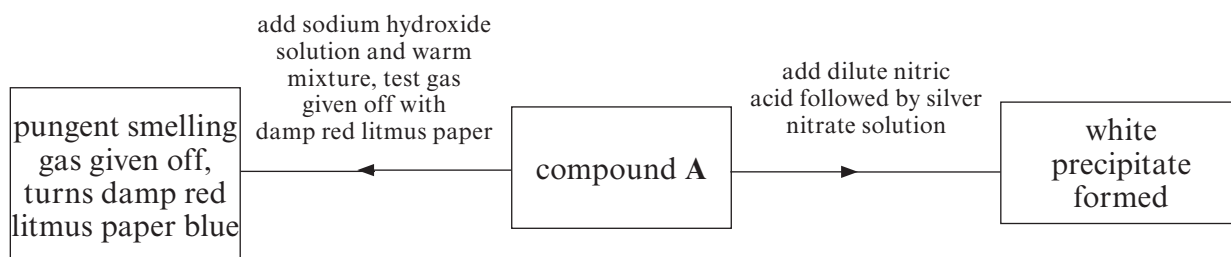 add sodium hydroxide
solution and warm
mixture, test gas
given off with
damp red litmus paper
add dilute nitric
acid followed by silver
nitrate solution
pungent smelling
gas given off,
turns damp red
litmus paper blue
compound A
white
precipitate
formed